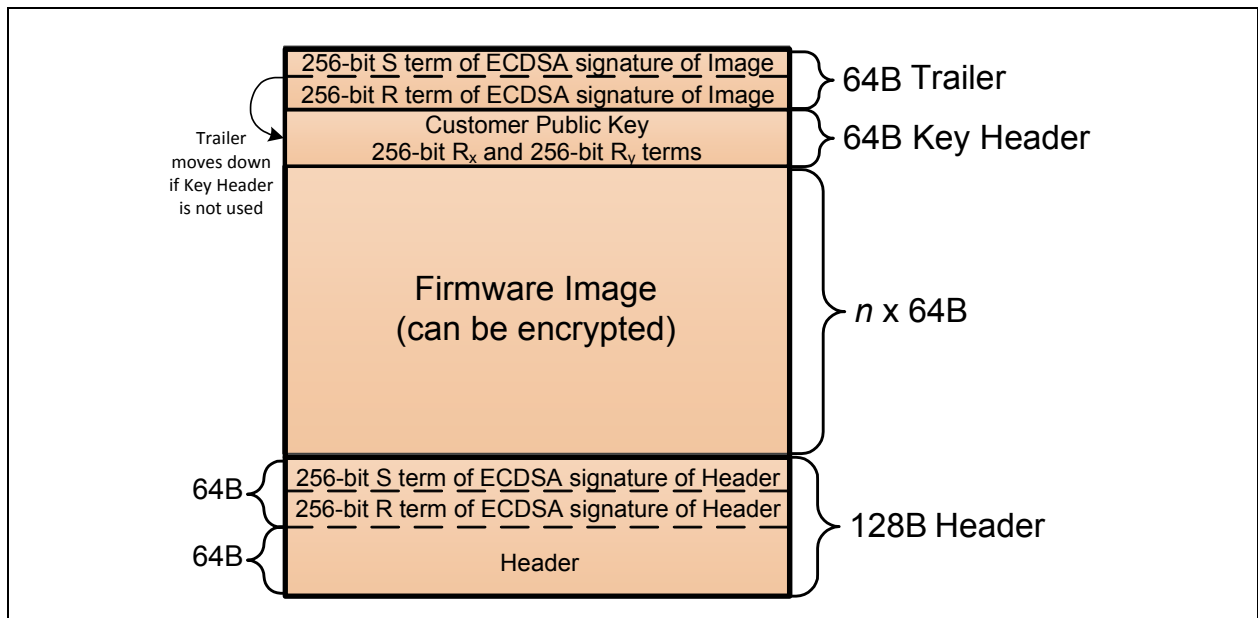 256-bit S term of ECDSA signature of Image
256-bit R term of ECDSA signature of Image
64B Trailer
Customer Public Key
256-bit Rx and 256-bit Ry terms
64B Key Header
Trailer
moves down
if Key Header
is not used
Firmware Image
(can be encrypted)
n x 64B
256-bit S term of ECDSA signature of Header
256-bit R term of ECDSA signature of Header
64B
128B Header
64B
Header